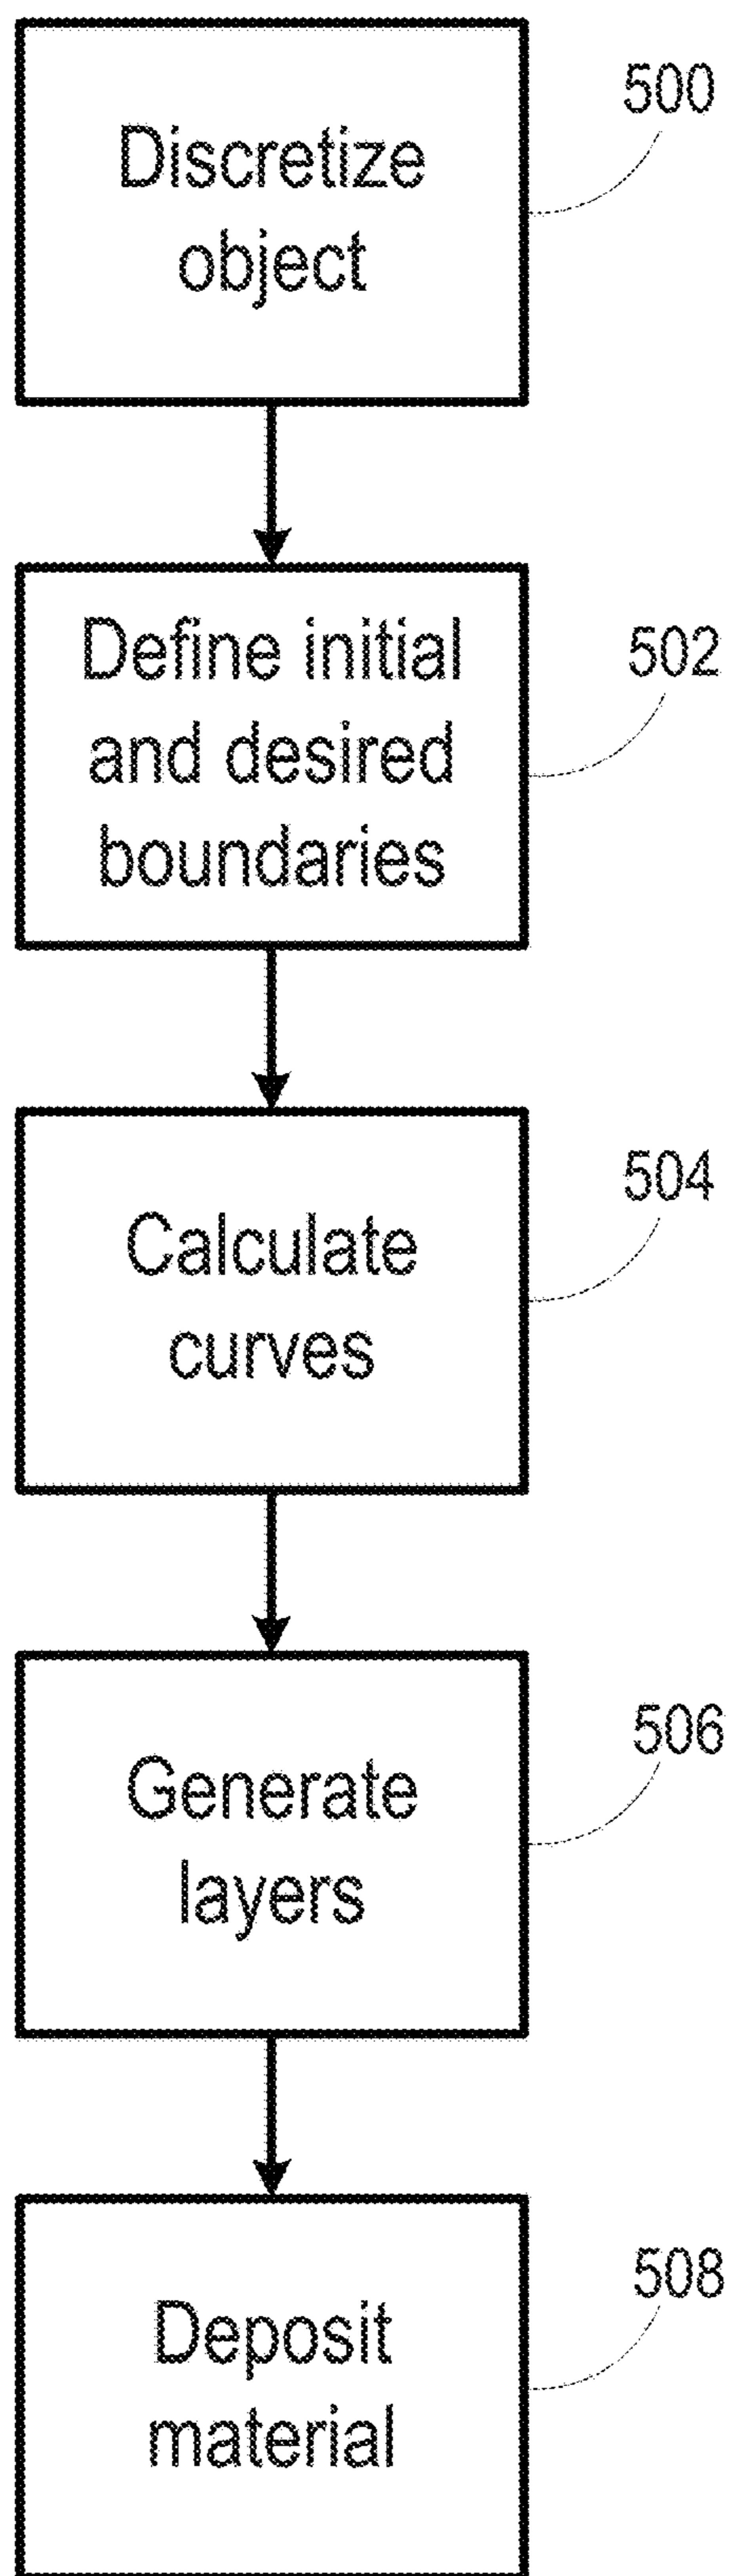 Discretize
object
500
Define initial
and desired
boundaries
502
Calculate
curves
504
Generate
layers
506
Deposit
material
508